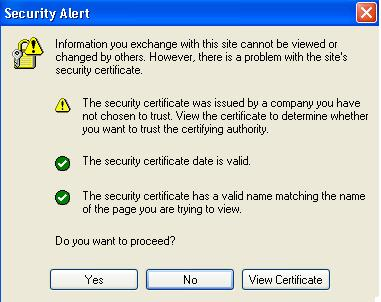 Security Alert
Information you exchange with this site cannot be viewed or
changed by others. However, there is a problem with the site's
security certificate.
The security certificate was issued by a company you have
not chosen to trust. View the certificate to determine whether
you want to trust the certifying authority.
The security certificate date is valid.
The security certificate has a valid name matching the name
of the page you are trying to view.
Do you want to proceed?
Yes
No
View Certificate